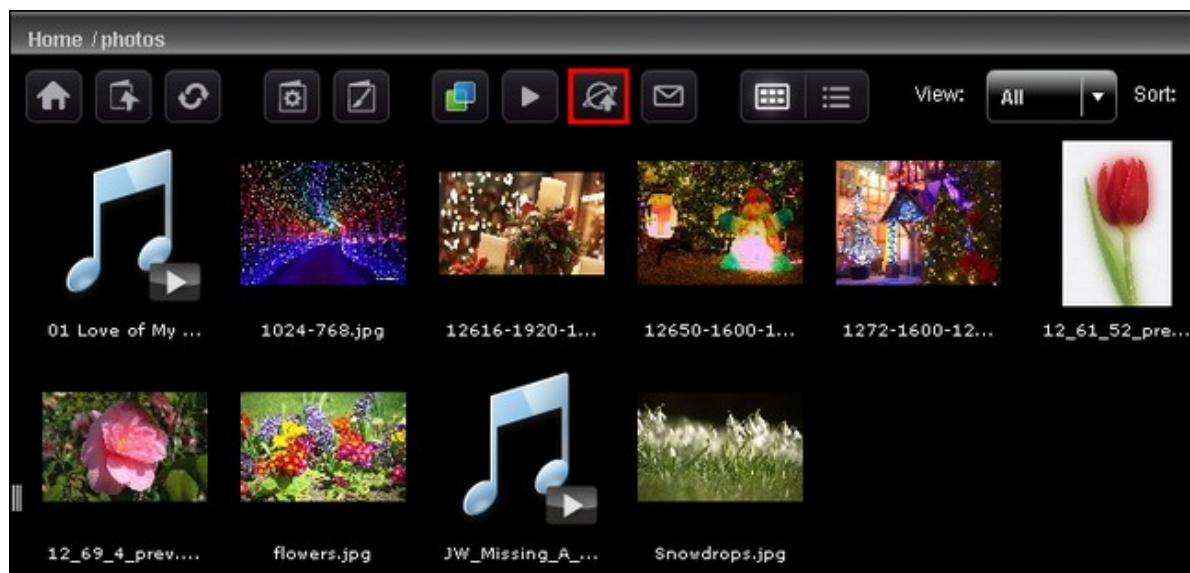 Home / photos
View: All Sort:
01 Love of My ... 1024-768.jpg 12616-1920-1... 12650-1600-1... 1272-1600-12... 12_61_52_pre...
12_69_4_prev.... flowers.jpg JW_Missing_A_... Snowdrops.jpg